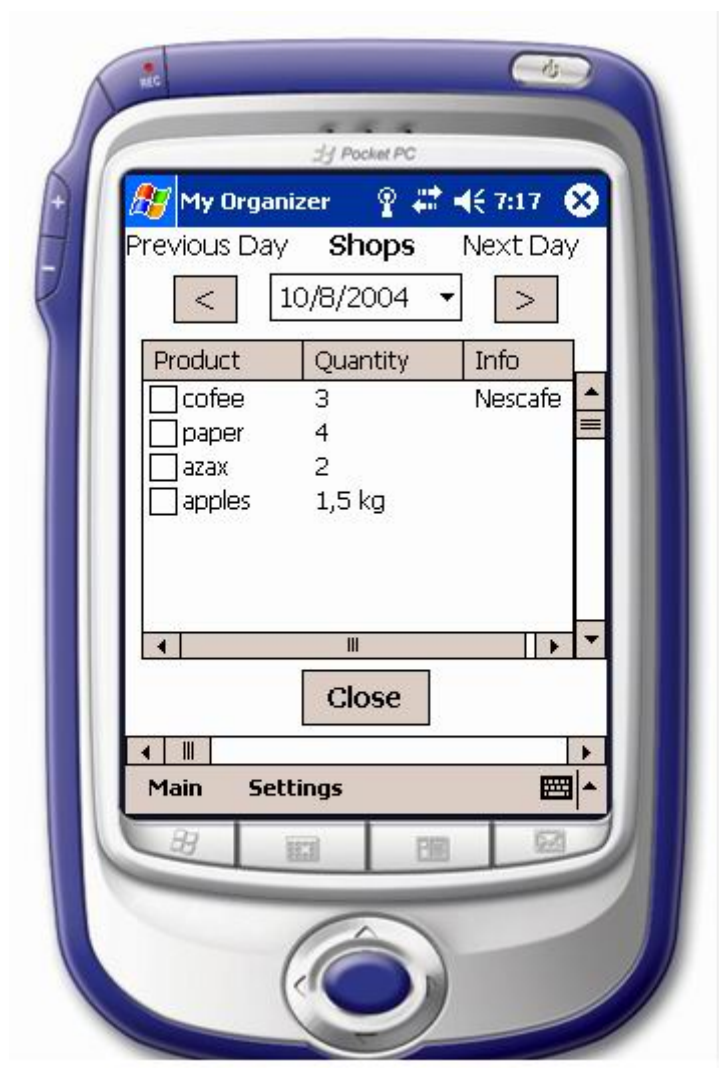 REC
Pocket PC
My Organizer 7:17
Previous Day Shops Next Day
< 10/8/2004 >
Product Quantity Info
cofee 3 Nescafe
paper 4
azax 2
apples 1,5 kg
Close
Main Settings